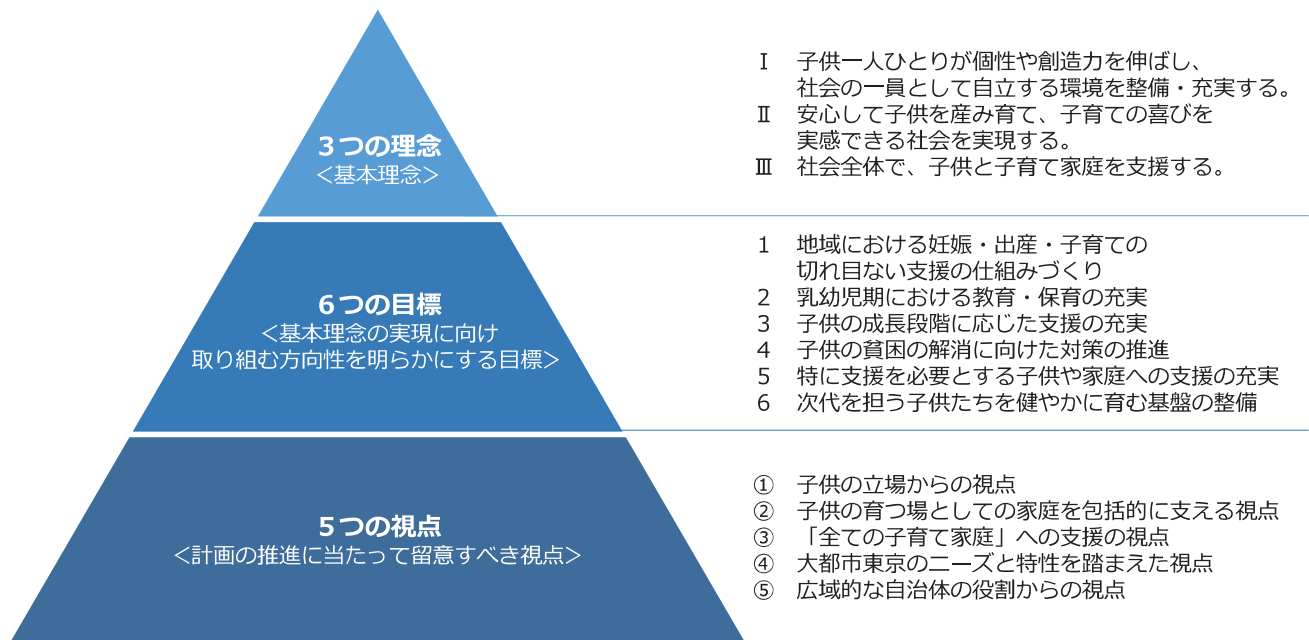 3つの理念
<基本理念>
Ⅰ 子供一人ひとりが個性や創造力を伸ばし、
社会の一員として自立する環境を整備・充実する。
Ⅱ 安心して子供を産み育て、子育ての喜びを
実感できる社会を実現する。
Ⅲ 社会全体で、子供と子育て家庭を支援する。
6つの目標
<基本理念の実現に向け
取り組む方向性を明らかにする目標>
1 地域における妊娠・出産・子育ての
切れ目ない支援の仕組みづくり
2 乳幼児期における教育・保育の充実
3 子供の成長段階に応じた支援の充実
4 子供の貧困の解消に向けた対策の推進
5 特に支援を必要とする子供や家庭への支援の充実
6 次代を担う子供たちを健やかに育む基盤の整備
5つの視点
<計画の推進に当たって留意すべき視点>
① 子供の立場からの視点
② 子供の育つ場としての家庭を包括的に支える視点
③ 「全ての子育て家庭」への支援の視点
④ 大都市東京のニーズと特性を踏まえた視点
⑤ 広域的な自治体の役割からの視点